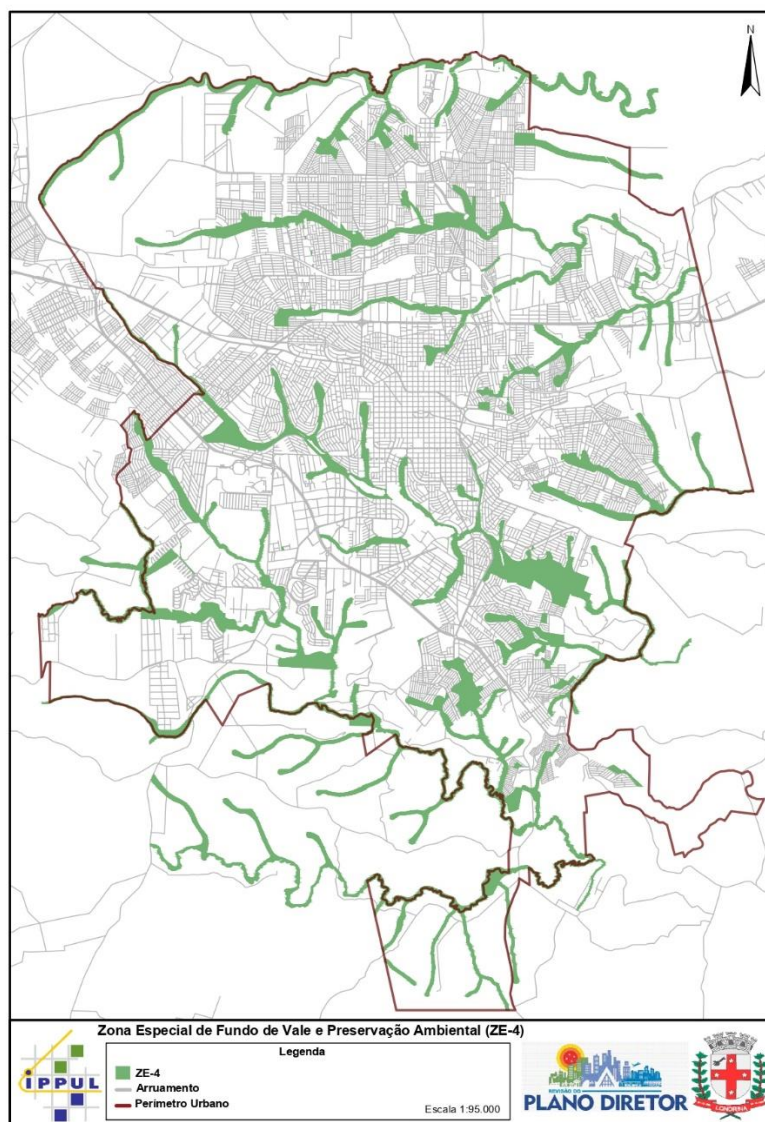 N
Zona Especial de Fundo de Vale e Preservação Ambiental (ZE-4)
Legenda
ZE-4
Arruamento
Perímetro Urbano
Escala 1:95.000
IPPUL
REVISÃO DO
PLANO DIRETOR
LONDRINA